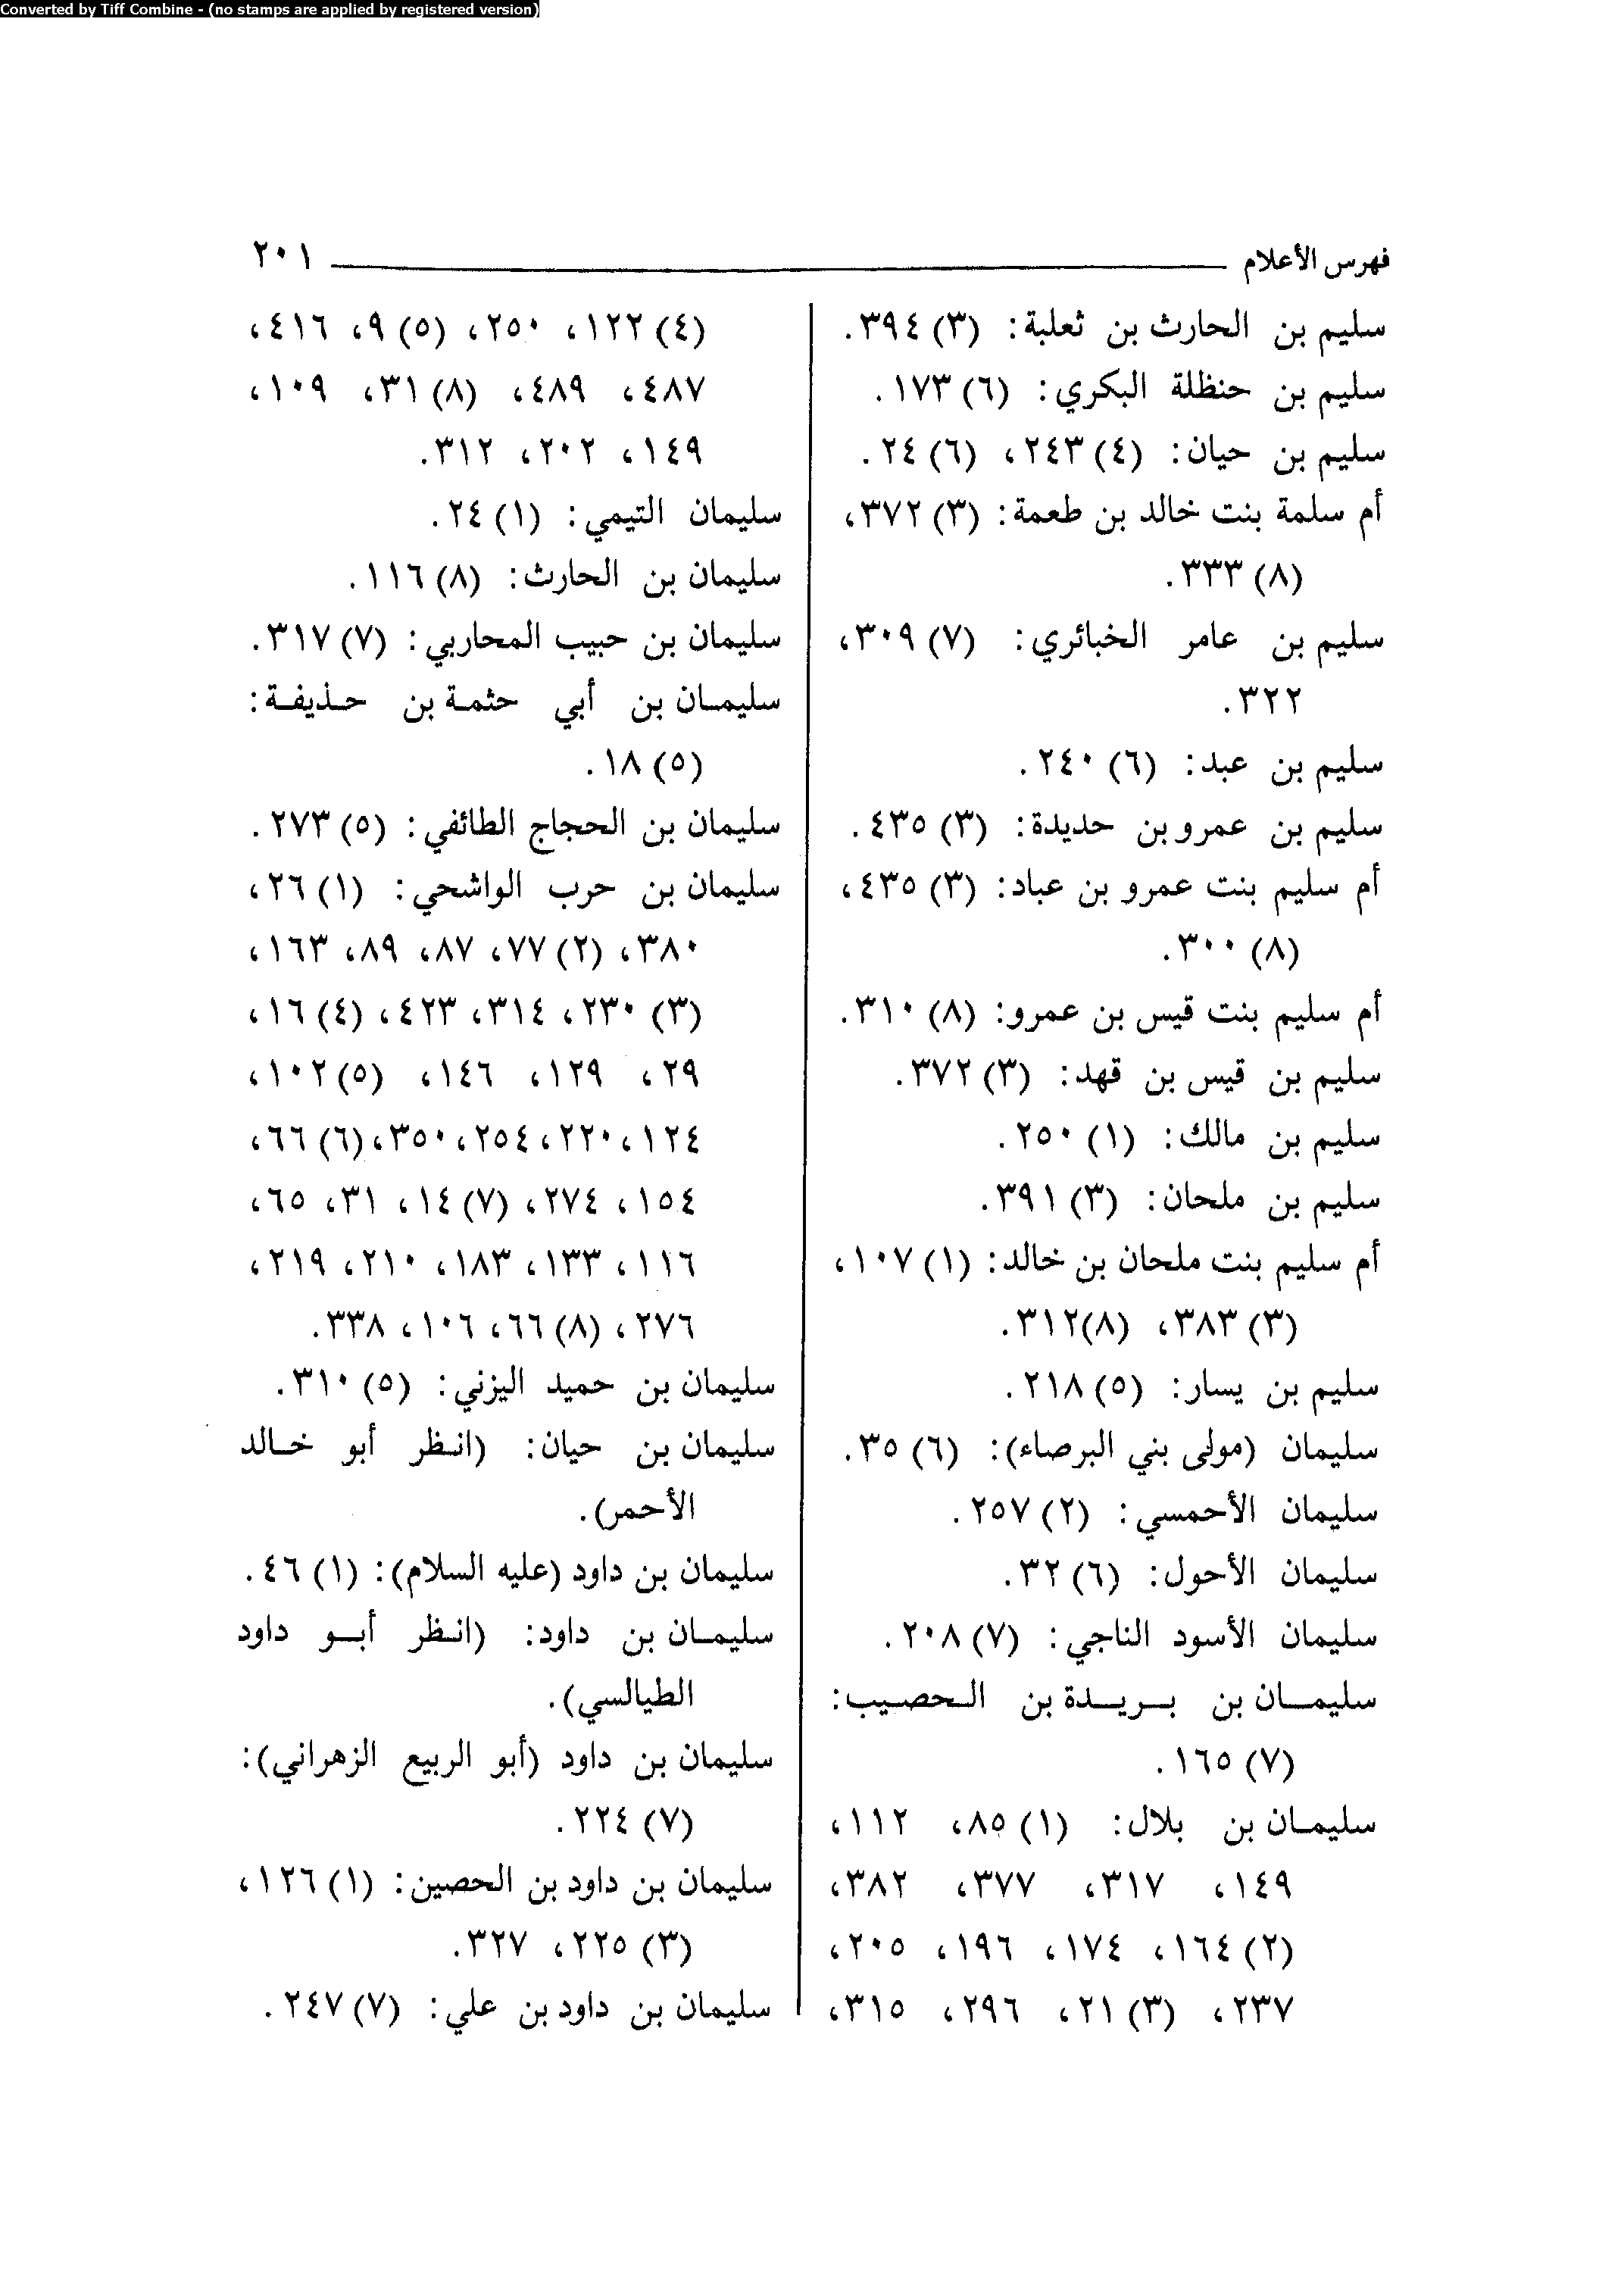 Converted by Tiff Combine - (no stamps are applied by registered version)
فهرس الأعلام ٢٠١
سليم بن الحارث بن ثعلبة: (٣) ٣٩٤.
سليم بن حنظلة البكري: (٦) ١٧٣.
سليم بن حيان: (٤) ٢٤٣، (٦) ٢٤.
أم سلمة بنت خالد بن طعمة: (٣) ٣٧٢،
(٨) ٣٣٣.
سليم بن عامر الخبائري: (٧) ٣٠٩،
٣٢٢.
سليم بن عبد: (٦) ٢٤٠.
سليم بن عمرو بن حديدة: (٣) ٤٣٥.
أم سليم بنت عمرو بن عباد: (٣) ٤٣٥،
(٨) ٣٠٠.
أم سليم بنت قيس بن عمرو: (٨) ٣١٠.
سليم بن قيس بن قهد: (٣) ٣٧٢.
سليم بن مالك: (١) ٢٥٠.
سليم بن ملحان: (٣) ٣٩١.
أم سليم بنت ملحان بن خالد: (١) ١٠٧،
(٣) ٣٨٣، (٨) ٣١٢.
سليم بن يسار: (٥) ٢١٨.
سليمان (مولى بني البرصاء): (٦) ٣٥.
سليمان الأحمسي: (٢) ٢٥٧.
سليمان الأحول: (٦) ٣٢.
سليمان الأسود الناجي: (٧) ٢٠٨.
سليمـان بن بـريـدة بن الـحصيب:
(٧) ١٦٥.
سليمان بن بلال: (١) ٨٥، ١١٢،
١٤٩، ٣١٧، ٣٧٧، ٣٨٢،
(٢) ١٦٤، ١٧٤، ١٩٦، ٢٠٥،
٢٣٧، (٣) ٢١، ٢٩٦، ٣١٥،
(٤) ١٢٢، ٢٥٠، (٥) ٩، ٤١٦،
٤٨٧، ٤٨٩، (٨) ٣١، ١٠٩،
١٤٩، ٢٠٢، ٣١٢.
سليمان التيمي: (١) ٢٤.
سليمان بن الحارث: (٨) ١١٦.
سليمان بن حبيب المحاربي: (٧) ٣١٧.
سليمـان بن أبي حثمـة بن حـذيفـة:
(٥) ١٨.
سليمان بن الحجاج الطائفي: (٥) ٢٧٣.
سليمان بن حرب الواشحي: (١) ٢٦،
٣٨٠، (٢) ٧٧، ٨٧، ٨٩، ١٦٣،
(٣) ٢٣٠، ٣١٤، ٤٢٣، (٤) ١٦،
٢٩، ١٢٩، ١٤٦، (٥) ١٠٢،
١٢٤، ٢٢٠، ٢٥٤، ٣٥٠، (٦) ٦٦،
١٥٤، ٢٧٤، (٧) ١٤، ٣١، ٦٥،
١١٦، ١٣٣، ١٨٣، ٢١٠، ٢١٩،
٢٧٦، (٨) ٦٦، ١٠٦، ٣٣٨.
سليمان بن حميد اليزني: (٥) ٣١٠.
سليمان بن حيان: (انـظر أبو خـالد
الأحمر).
سليمان بن داود (عليه السلام): (١) ٤٦.
سليمـان بن داود: (انـظر أبـو داود
الطيالسي).
سليمان بن داود (أبو الربيع الزهراني):
(٧) ٢٢٤.
سليمان بن داود بن الحصين: (١) ١٢٦،
(٣) ٢٢٥، ٣٢٧.
سليمان بن داود بن علي: (٧) ٢٤٧.